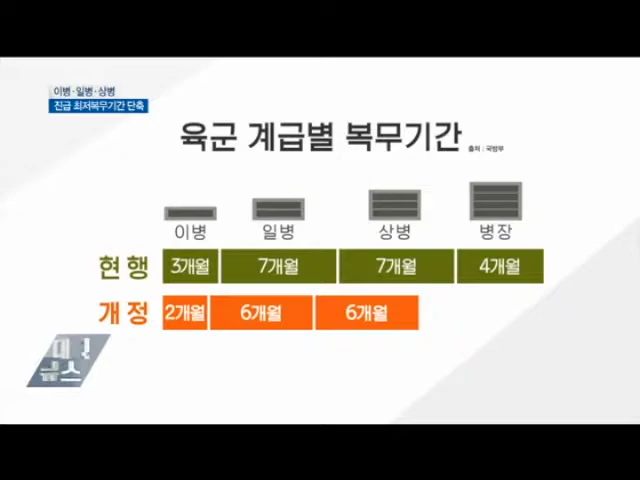 이병·일병·상병
진급 최저복무기간 단축
육군 계급별 복무기간
출처 : 국방부
이병 일병 상병 병장
현행 3개월 7개월 7개월 4개월
개정 2개월 6개월 6개월
뉴스